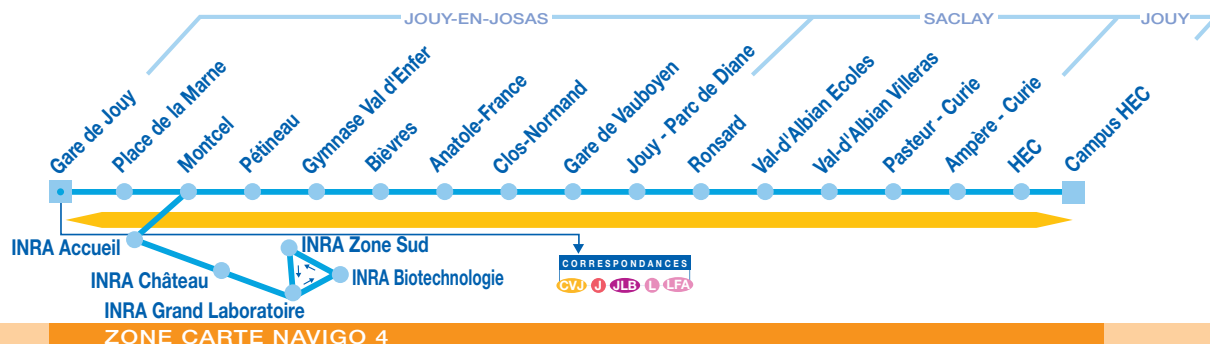 JOUY-EN-JOSAS
SACLAY
JOUY
Gare de Jouy
Place de la Marne
Montcel
Pétineau
Gymnase Val d'Enfer
Bièvres
Anatole-France
Clos-Normand
Gare de Vauboyen
Jouy - Parc de Diane
Ronsard
Val-d'Albian Ecoles
Val-d'Albian Villeras
Pasteur - Curie
Ampère - Curie
HEC
Campus HEC
INRA Accueil
INRA Zone Sud
INRA Château
INRA Biotechnologie
INRA Grand Laboratoire
CORRESPONDANCES
CVJ J JLB L LFA
ZONE CARTE NAVIGO 4